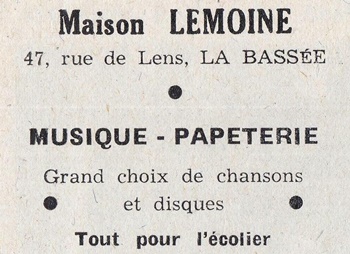 Maison LEMOINE
47, rue de Lens, LA BASSÉE
MUSIQUE - PAPETERIE
Grand choix de chansons
et disques
Tout pour l'écolier